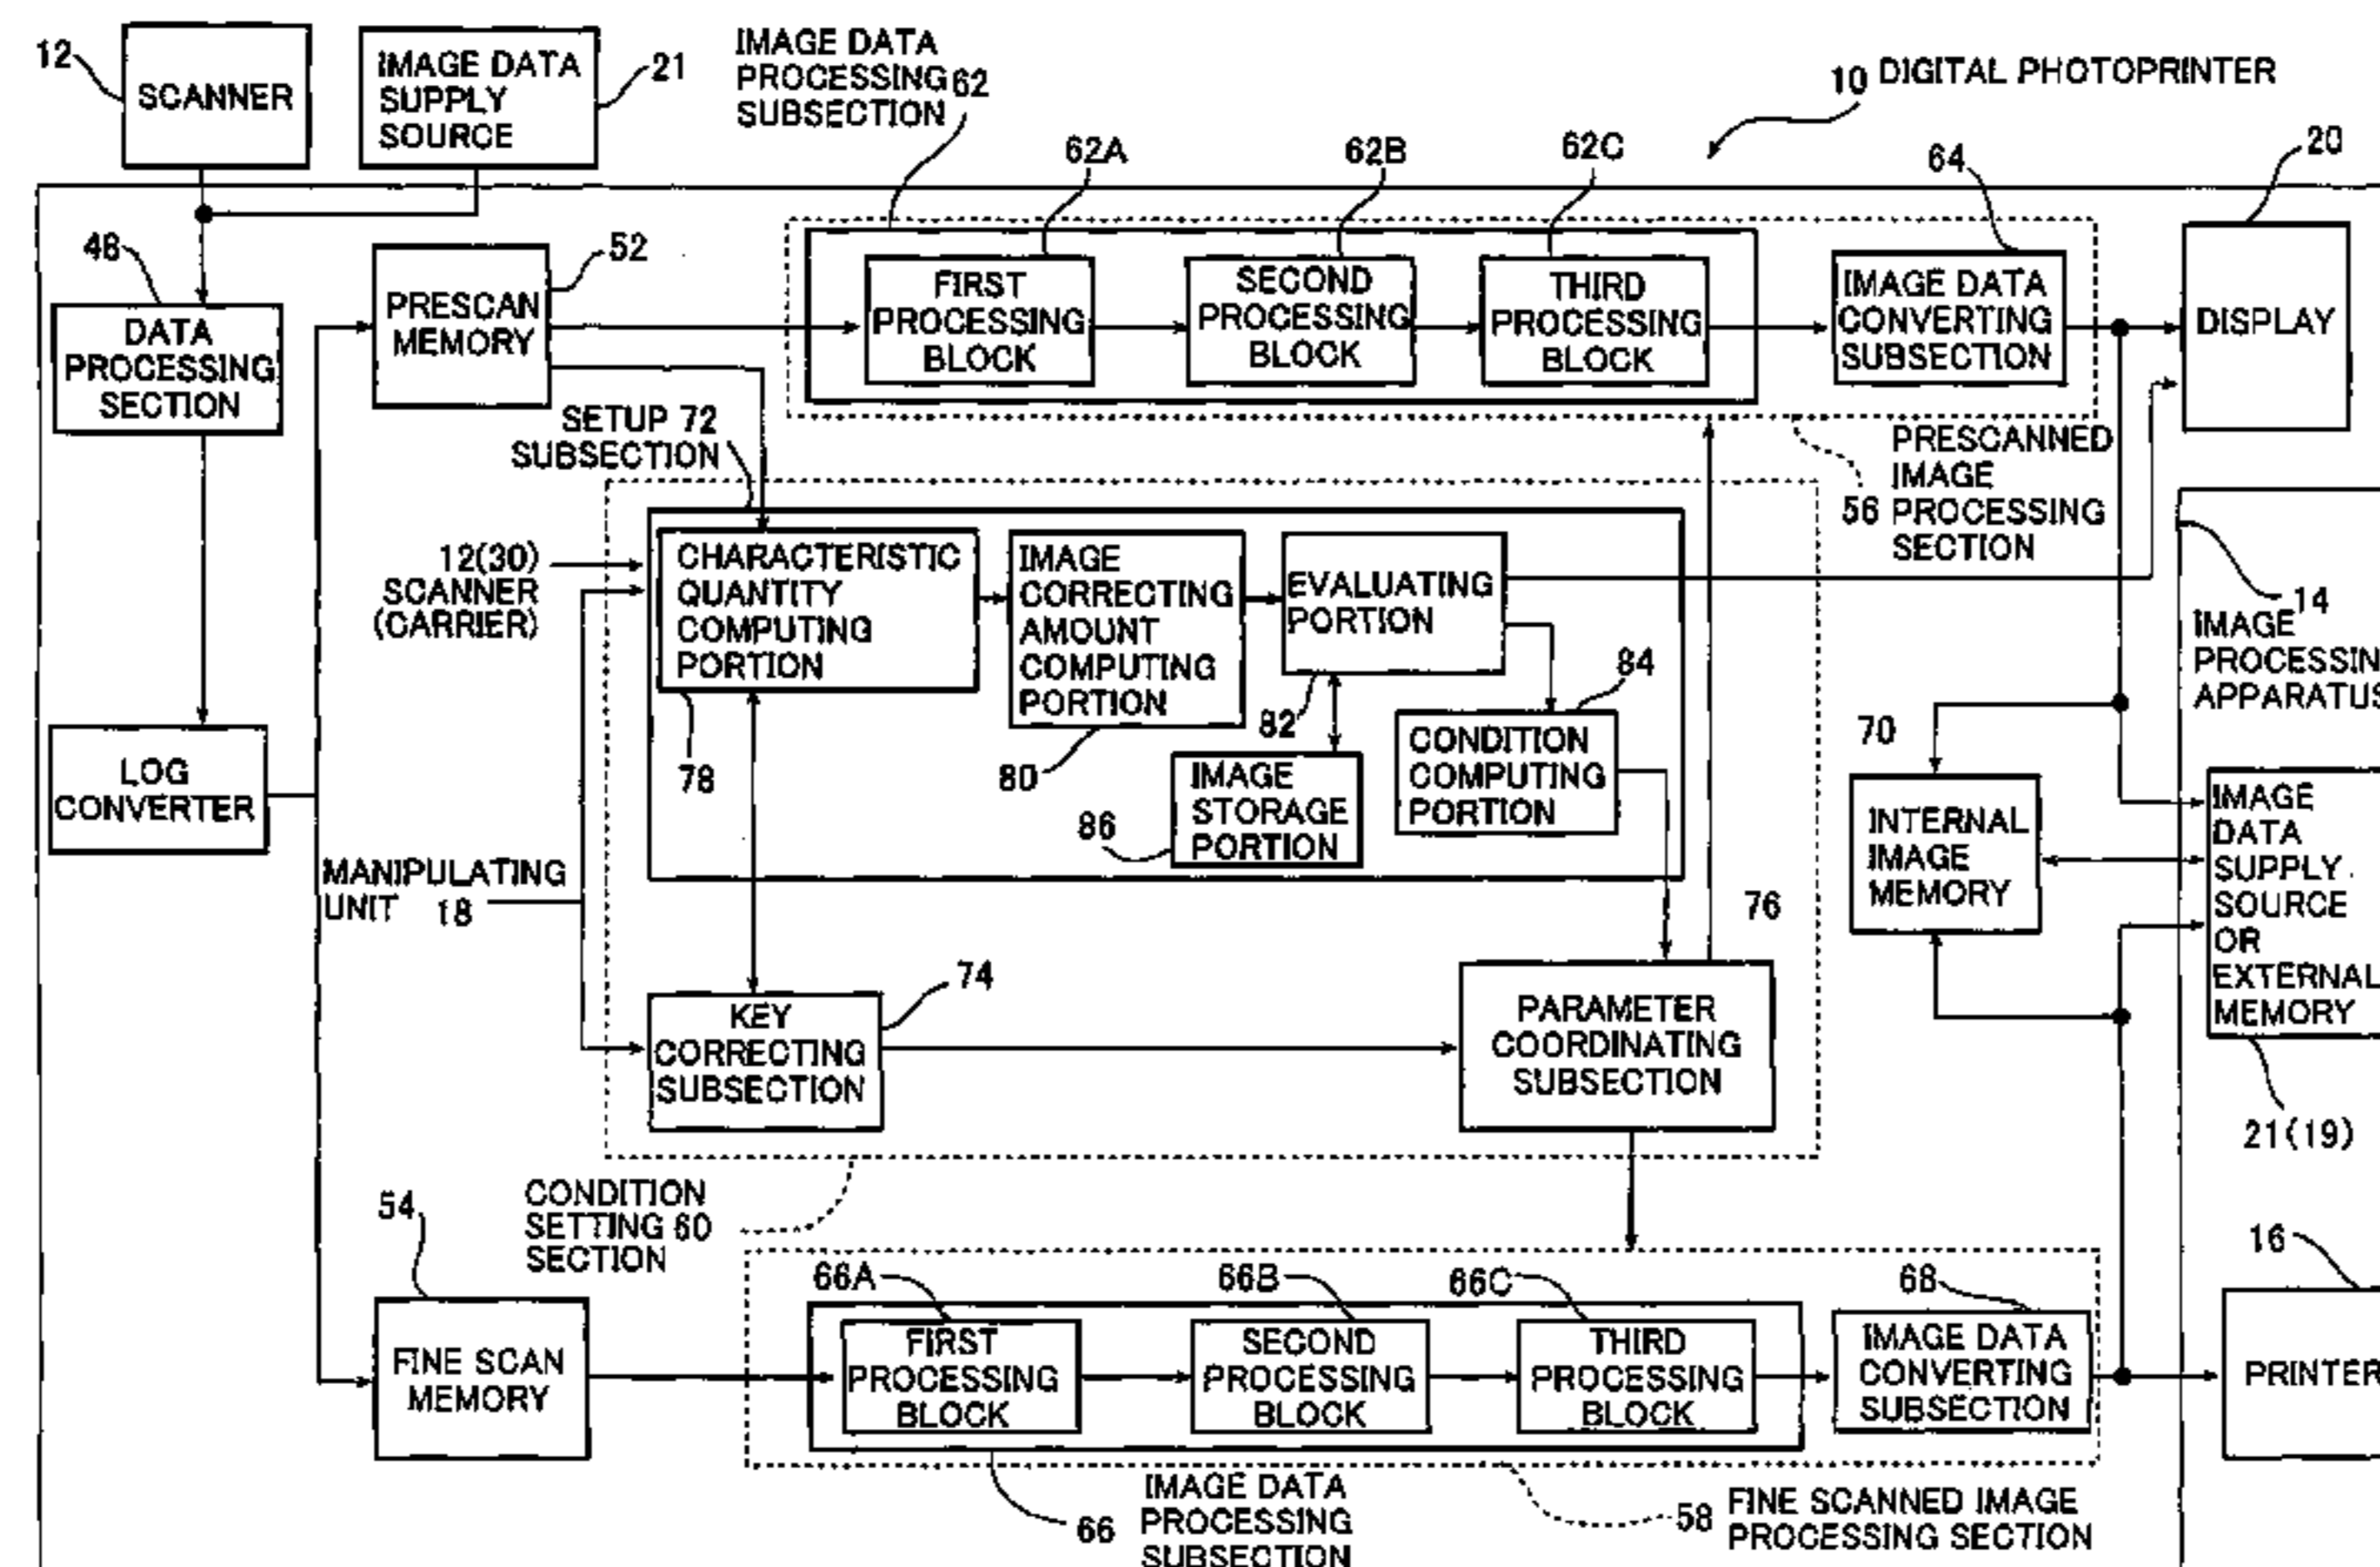 12
SCANNER
IMAGE DATA
SUPPLY
SOURCE
21
IMAGE DATA
PROCESSING 62
SUBSECTION
10 DIGITAL PHOTOPRINTER
62A
62B
62C
64
20
48
DATA
PROCESSING
SECTION
52
PRESCAN
MEMORY
FIRST
PROCESSING
BLOCK
SECOND
PROCESSING
BLOCK
THIRD
PROCESSING
BLOCK
IMAGE DATA
CONVERTING
SUBSECTION
DISPLAY
SETUP 72
SUBSECTION
PRESCANNED
IMAGE
56 PROCESSING
SECTION
12(30)
SCANNER
(CARRIER)
CHARACTERISTIC
QUANTITY
COMPUTING
PORTION
78
IMAGE
CORRECTING
AMOUNT
COMPUTING
PORTION
80
EVALUATING
PORTION
82
84
CONDITION
COMPUTING
PORTION
IMAGE
STORAGE
PORTION
86
14
IMAGE
PROCESSIN
APPARATUS
LOG
CONVERTER
MANIPULATING
UNIT 18
70
INTERNAL
IMAGE
MEMORY
IMAGE
DATA
SUPPLY
SOURCE
OR
EXTERNAL
MEMORY
21(19)
74
KEY
CORRECTING
SUBSECTION
76
PARAMETER
COORDINATING
SUBSECTION
CONDITION
SETTING 60
SECTION
54
FINE SCAN
MEMORY
66A
66B
66C
68
16
FIRST
PROCESSING
BLOCK
SECOND
PROCESSING
BLOCK
THIRD
PROCESSING
BLOCK
IMAGE DATA
CONVERTING
SUBSECTION
PRINTER
66
IMAGE DATA
PROCESSING
SUBSECTION
58 FINE SCANNED IMAGE
PROCESSING SECTION